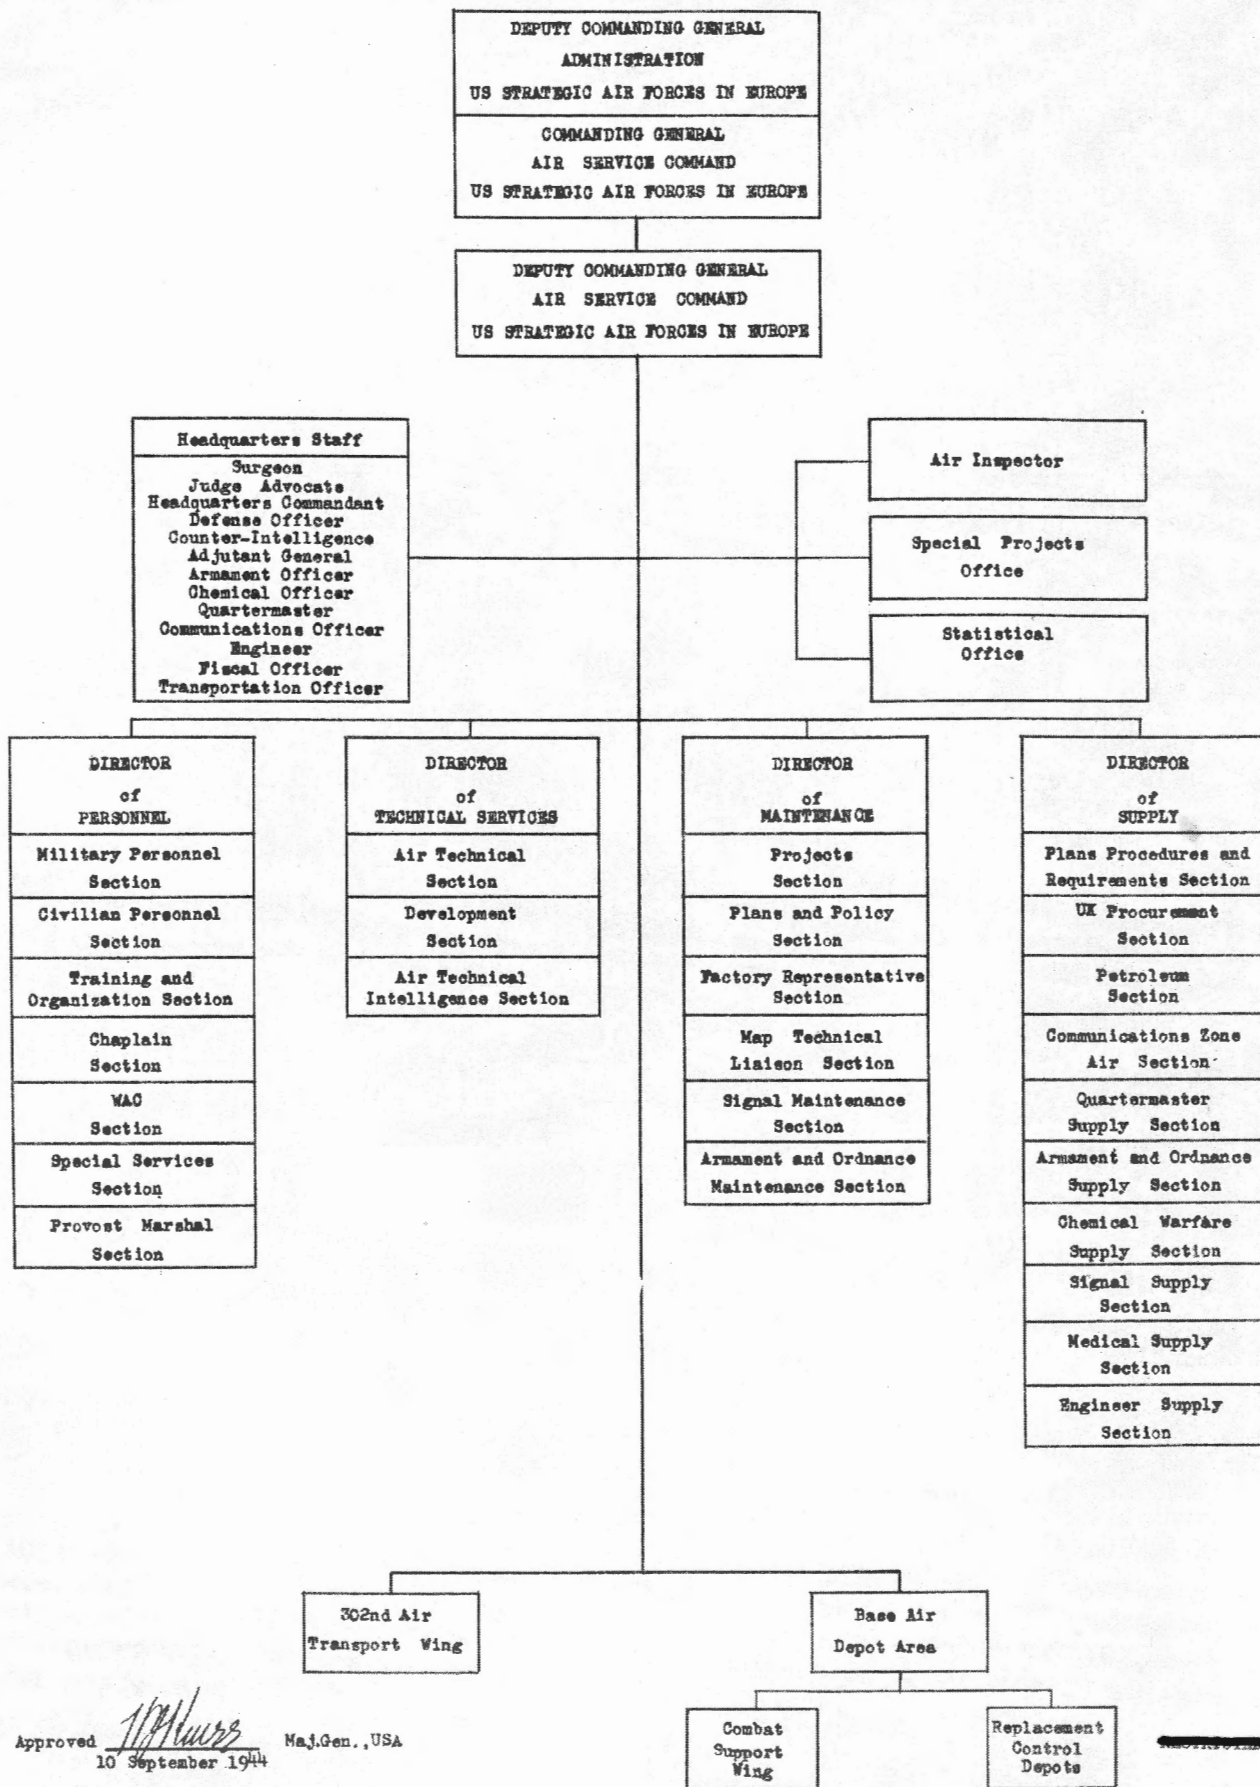 DEPUTY COMMANDING GENERAL
ADMINISTRATION
US STRATEGIC AIR FORCES IN EUROPE
COMMANDING GENERAL
AIR SERVICE COMMAND
US STRATEGIC AIR FORCES IN EUROPE
DEPUTY COMMANDING GENERAL
AIR SERVICE COMMAND
US STRATEGIC AIR FORCES IN EUROPE
Headquarters Staff
Surgeon
Judge Advocate
Headquarters Commandant
Defense Officer
Counter-Intelligence
Adjutant General
Armament Officer
Chemical Officer
Quartermaster
Communications Officer
Engineer
Fiscal Officer
Transportation Officer
Air Inspector
Special Projects
Office
Statistical
Office
DIRECTOR
of
PERSONNEL
Military Personnel
Section
Civilian Personnel
Section
Training and
Organization Section
Chaplain
Section
WAC
Section
Special Services
Section
Provost Marshal
Section
DIRECTOR
of
TECHNICAL SERVICES
Air Technical
Section
Development
Section
Air Technical
Intelligence Section
DIRECTOR
of
MAINTENANCE
Projects
Section
Plans and Policy
Section
Factory Representative
Section
Map Technical
Liaison Section
Signal Maintenance
Section
Armament and Ordnance
Maintenance Section
DIRECTOR
of
SUPPLY
Plans Procedures and
Requirements Section
UK Procurement
Section
Petroleum
Section
Communications Zone
Air Section
Quartermaster
Supply Section
Armament and Ordnance
Supply Section
Chemical Warfare
Supply Section
Signal Supply
Section
Medical Supply
Section
Engineer Supply
Section
302nd Air
Transport Wing
Base Air
Depot Area
Combat
Support
Wing
Replacement
Control
Depots
Approved Maj.Gen.,USA
10 September 1944